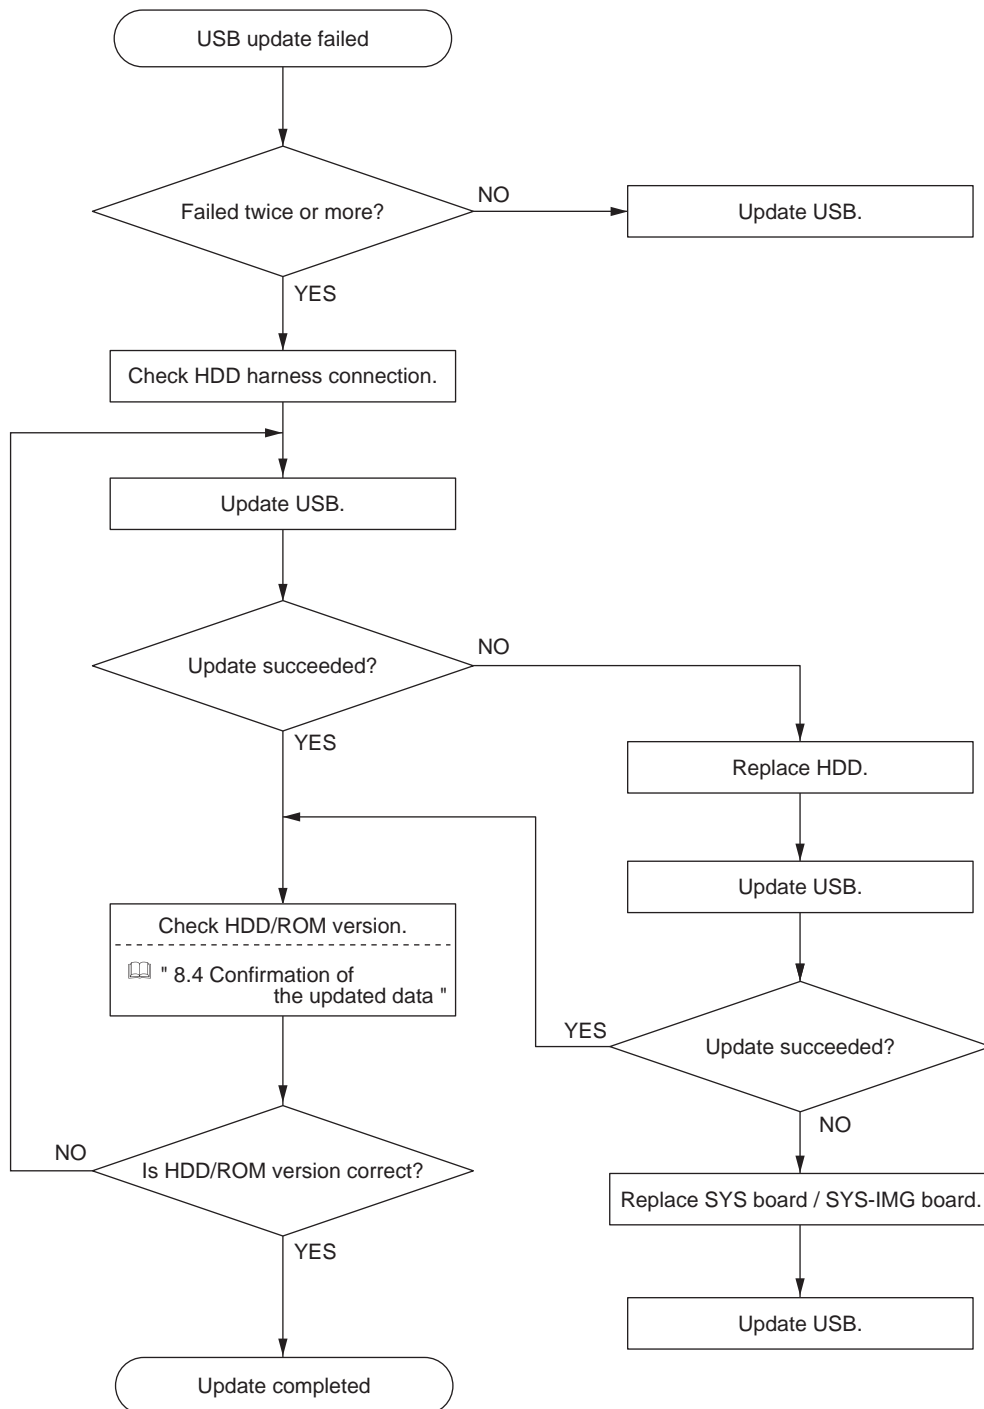 USB update failed
Failed twice or more?
NO
Update USB.
YES
Check HDD harness connection.
Update USB.
Update succeeded?
NO
YES
Replace HDD.
Update USB.
Check HDD/ROM version.
" 8.4 Confirmation of
the updated data "
YES
Update succeeded?
NO
NO
Is HDD/ROM version correct?
Replace SYS board / SYS-IMG board.
YES
Update USB.
Update completed